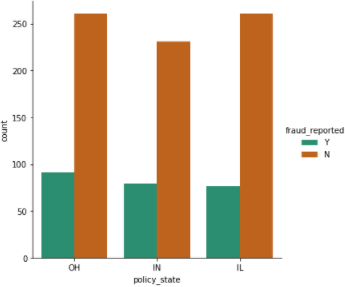 250
200
150
100
50
0
count
OH IN IL
policy_state
fraud_reported
Y
N